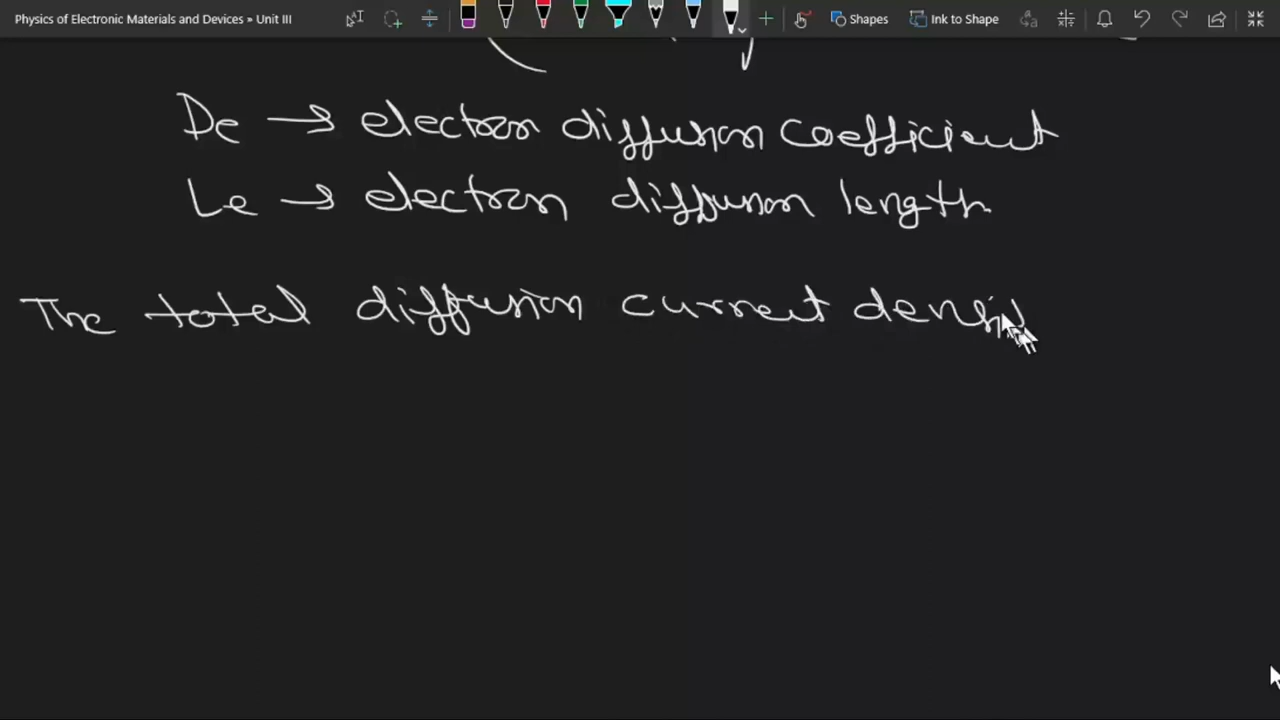 Physics of Electronic Materials and Devices » Unit III
Shapes
Ink to Shape
De → electron diffusion coefficient
Le → electron diffusion length
The total diffusion current densi